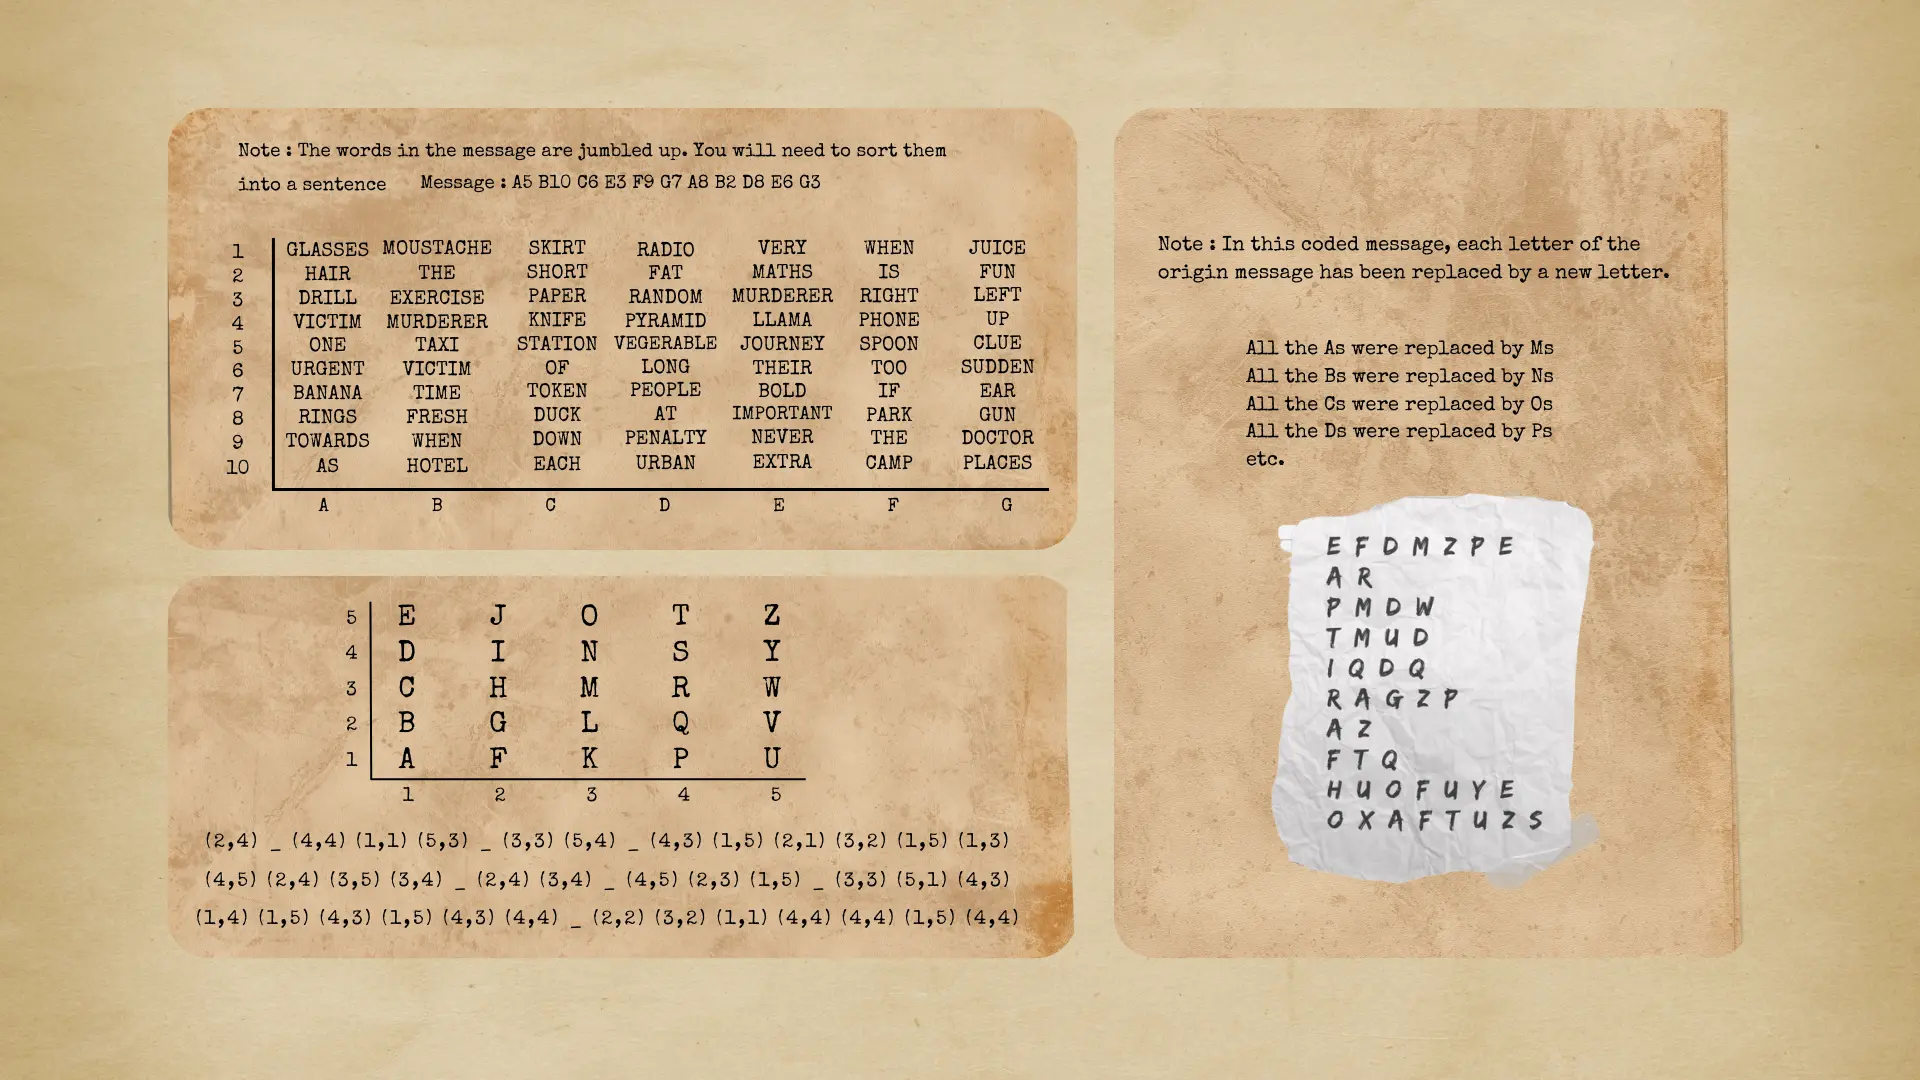 Note : The words in the message are jumbled up. You will need to sort them
into a sentence Message : A5 B10 C6 E3 F9 G7 A8 B2 D8 E6 G3
1 GLASSES MOUSTACHE SKIRT RADIO VERY WHEN JUICE
2 HAIR THE SHORT FAT MATHS IS FUN
3 DRILL EXERCISE PAPER RANDOM MURDERER RIGHT LEFT
4 VICTIM MURDERER KNIFE PYRAMID LLAMA PHONE UP
5 ONE TAXI STATION VEGERABLE JOURNEY SPOON CLUE
6 URGENT VICTIM OF LONG THEIR TOO SUDDEN
7 BANANA TIME TOKEN PEOPLE BOLD IF EAR
8 RINGS FRESH DUCK AT IMPORTANT PARK GUN
9 TOWARDS WHEN DOWN PENALTY NEVER THE DOCTOR
10 AS HOTEL EACH URBAN EXTRA CAMP PLACES
A B C D E F G
5 E J O T Z
4 D I N S Y
3 C H M R W
2 B G L Q V
1 A F K P U
1 2 3 4 5
(2,4) _ (4,4) (1,1) (5,3) _ (3,3) (5,4) _ (4,3) (1,5) (2,1) (3,2) (1,5) (1,3)
(4,5) (2,4) (3,5) (3,4) _ (2,4) (3,4) _ (4,5) (2,3) (1,5) _ (3,3) (5,1) (4,3)
(1,4) (1,5) (4,3) (1,5) (4,3) (4,4) _ (2,2) (3,2) (1,1) (4,4) (4,4) (1,5) (4,4)
Note : In this coded message, each letter of the
origin message has been replaced by a new letter.
All the As were replaced by Ms
All the Bs were replaced by Ns
All the Cs were replaced by Os
All the Ds were replaced by Ps
etc.
E F D M Z P E
A R
P M D W
T M U D
I Q D Q
R A G Z P
A Z
F T Q
H U O F U Y E
O X A F T U Z S